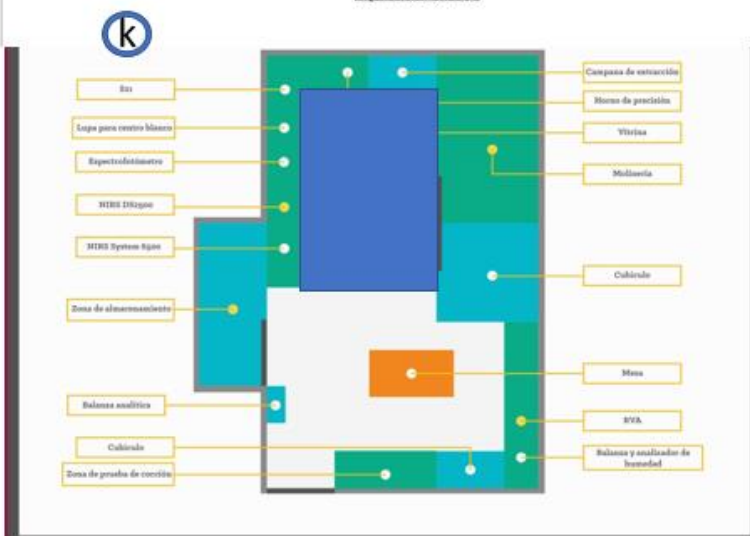 k
S21
Lupa para centro blanco
Espectrofotómetro
NIRS DS2500
NIRS System 6500
Zona de almacenamiento
Balanza analítica
Cubículo
Zona de prueba de cocción
Campana de extracción
Horno de precisión
Vitrina
Molinería
Cubículo
Mesa
RVA
Balanza y analizador de
humedad